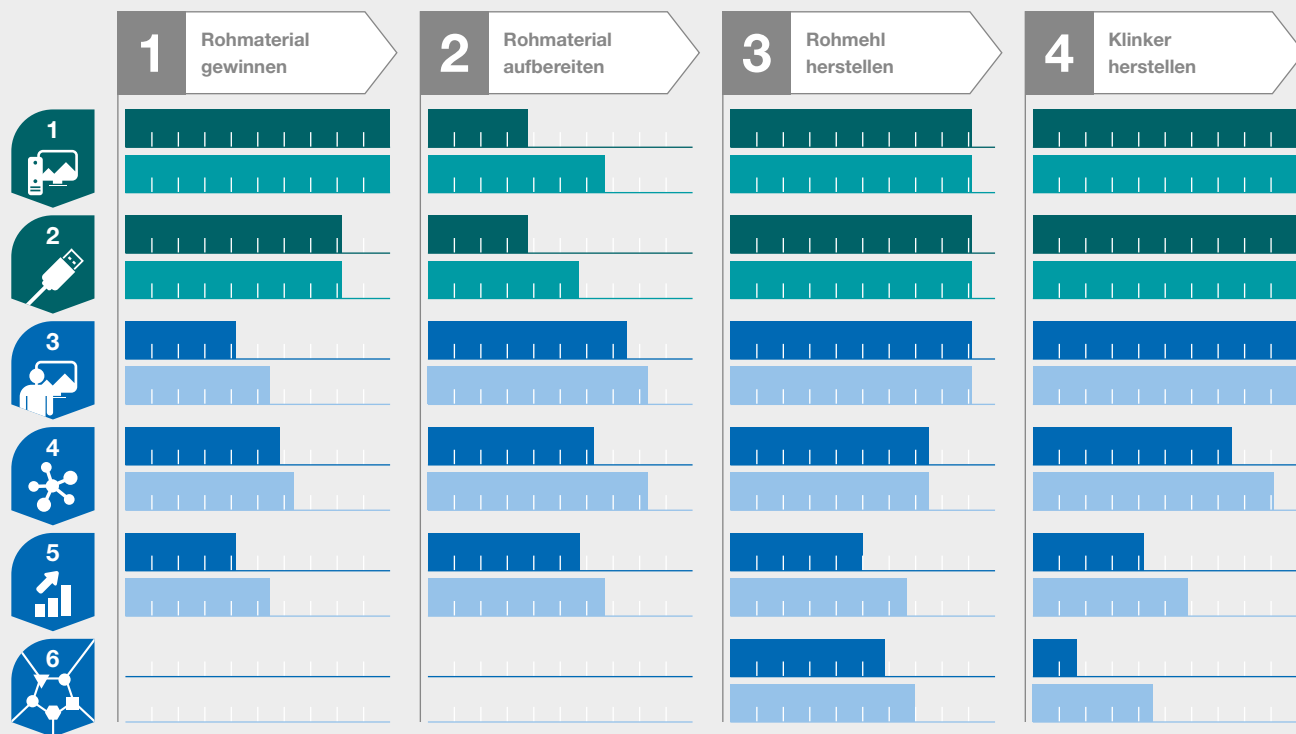 1
Rohmaterial
gewinnen
2
Rohmaterial
aufbereiten
3
Rohmehl
herstellen
4
Klinker
herstellen
1
2
3
4
5
6